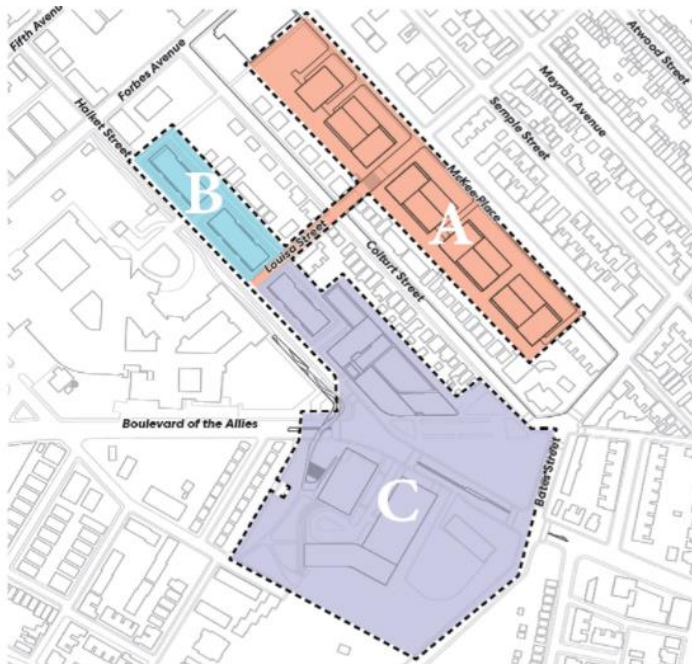 Fifth Avenue
Atwood Street
Forbes Avenue
Meyran Avenue
Halket Street
Semple Street
McKee Place
B
A
Louisa Street
Coltart Street
Boulevard of the Allies
Bates Street
C